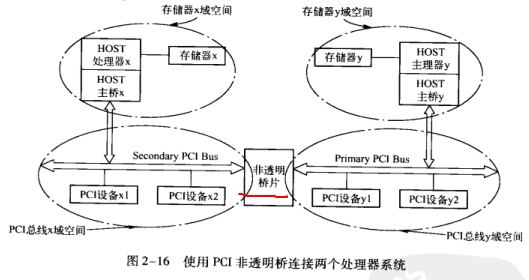 存储器x域空间
存储器y域空间
HOST
处理器x
HOST
主桥x
存储器x
存储器y
HOST
主理器y
HOST
主桥y
Secondary PCI Bus
非透明
桥片
Primary PCI Bus
PCI设备x1
PCI设备x2
PCI设备y1
PCI设备y2
PCI总线x域空间
PCI总线y域空间
图 2-16 使用 PCI 非透明桥连接两个处理器系统